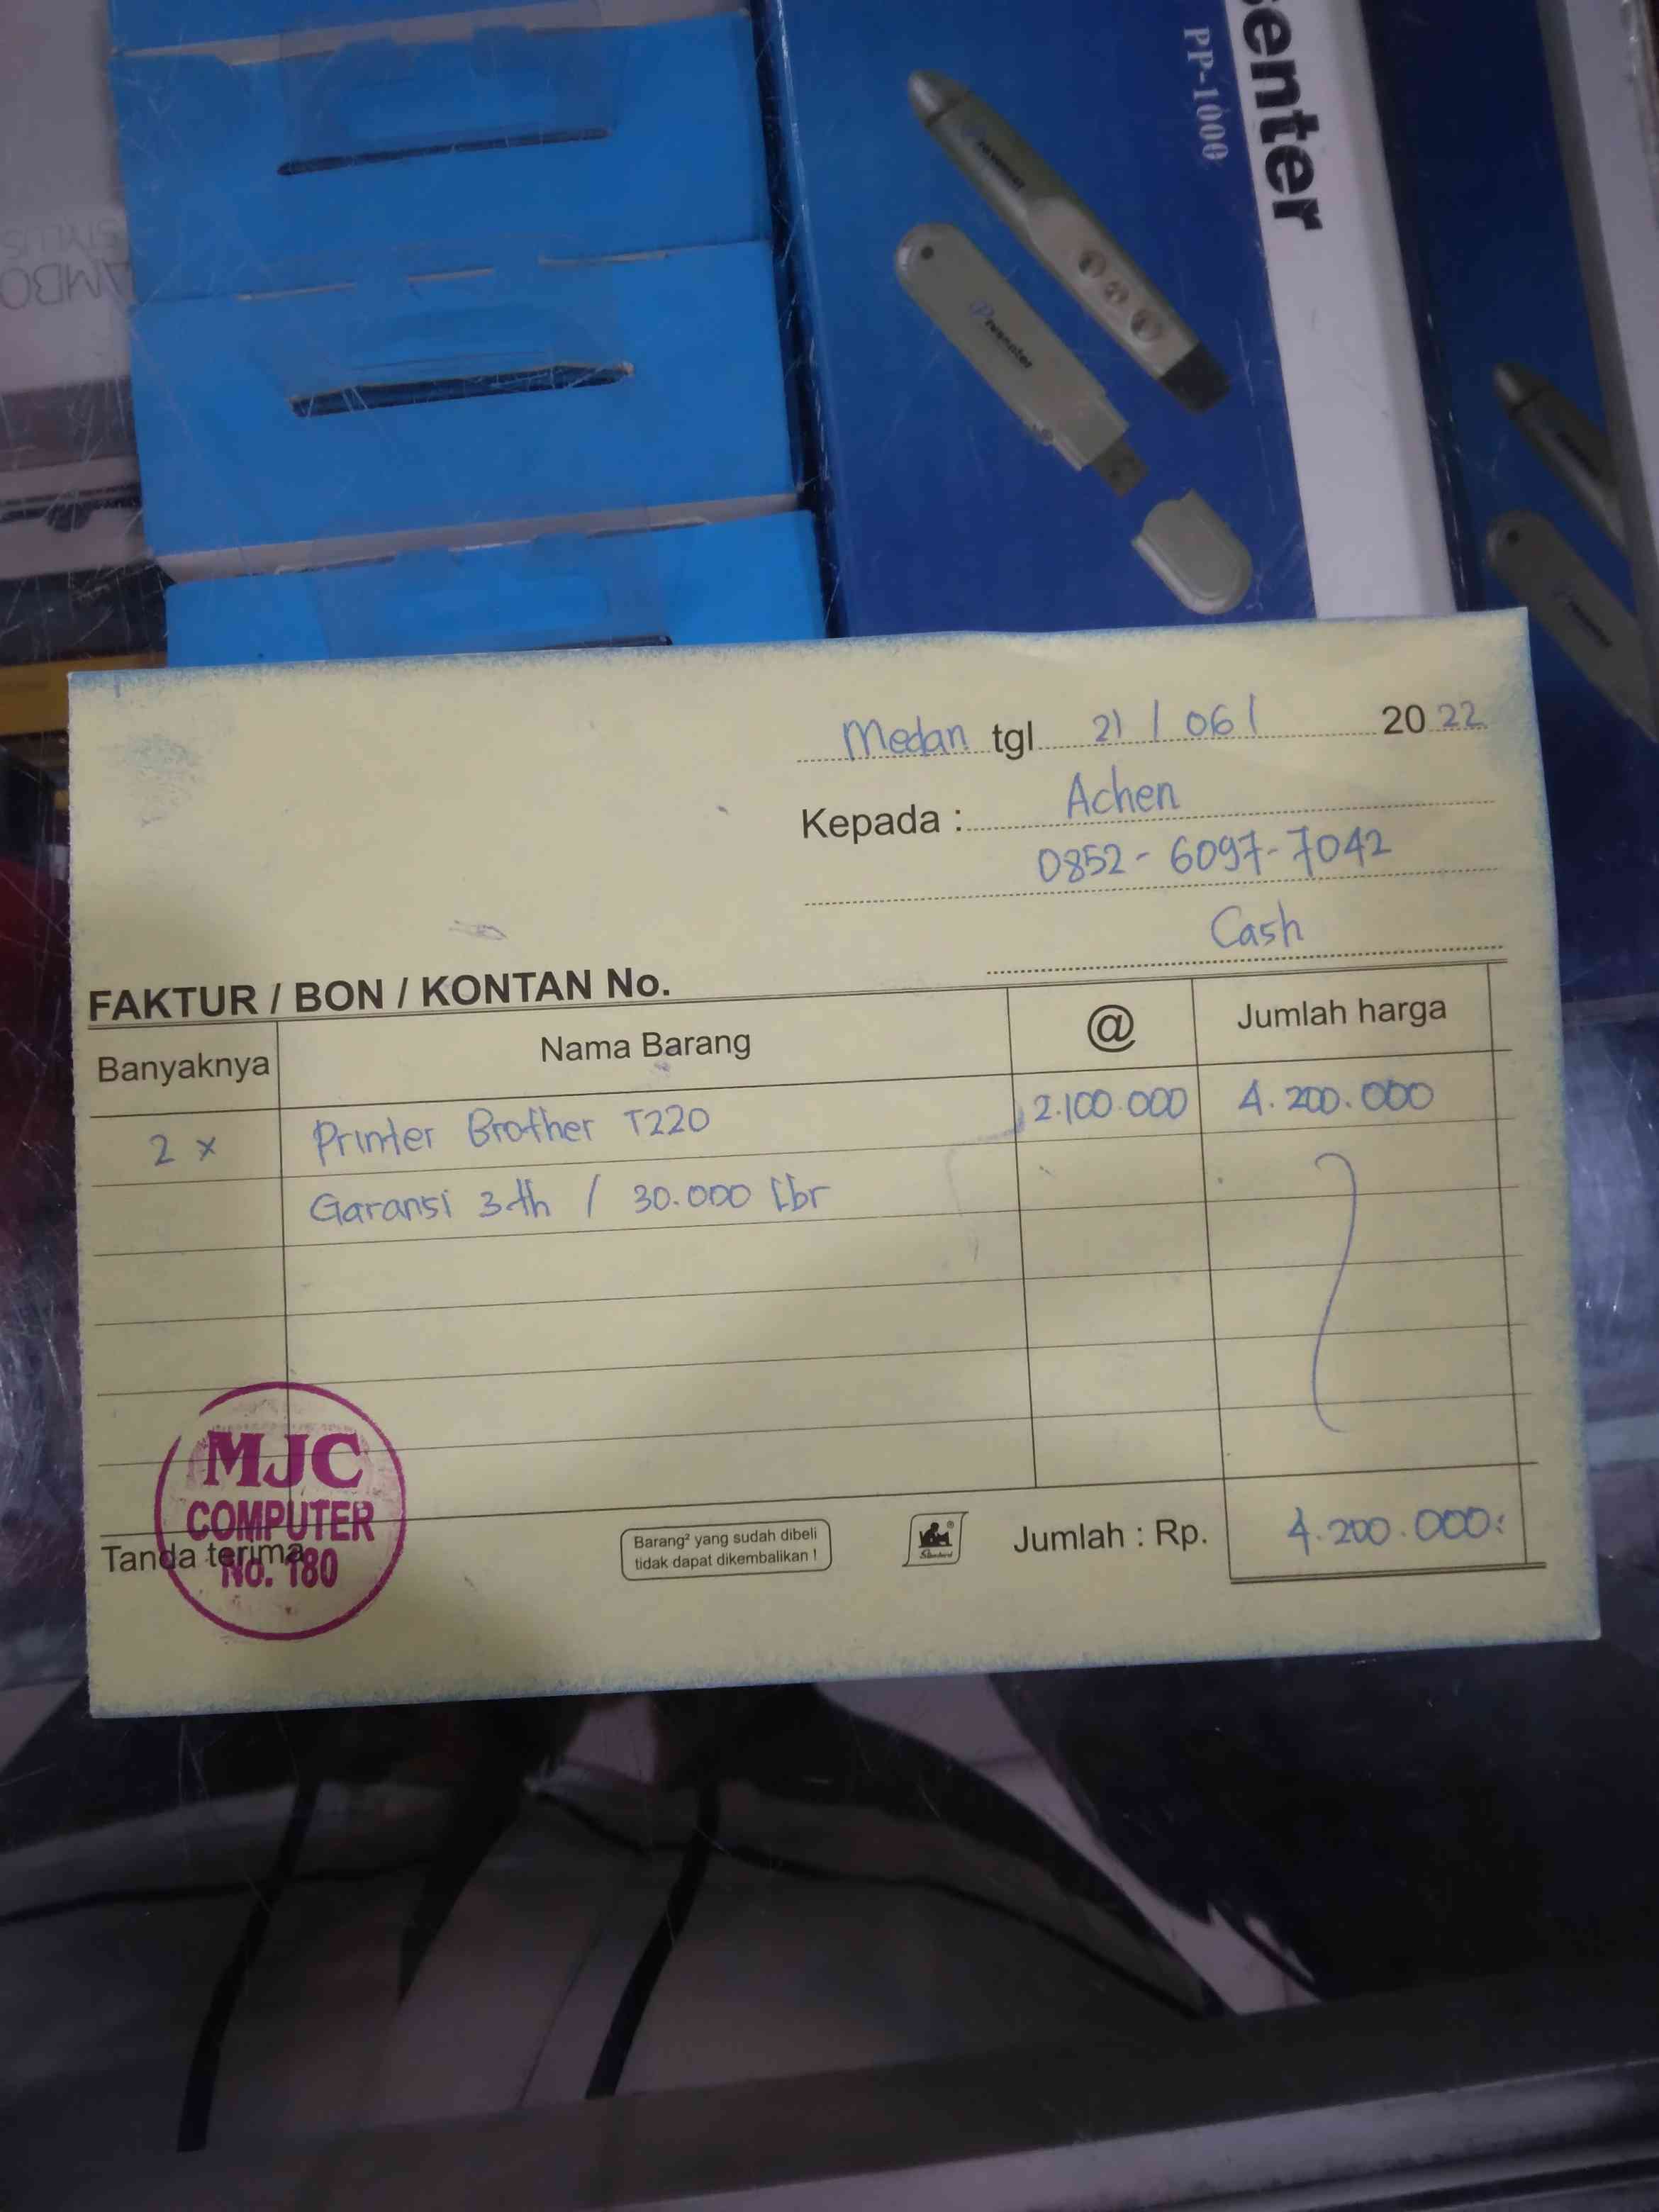 senter
PP-1000
Presenter
Medan tgl 21 / 06 / 2022
Kepada : Achen
0852 - 6097 - 7042
Cash
FAKTUR / BON / KONTAN No.
Banyaknya Nama Barang @ Jumlah harga
2 x Printer Brother T220 2.100.000 4.200.000
Garansi 3 th / 30.000 Lbr
MJC
COMPUTER
No. 180
Tanda terima
Barang² yang sudah dibeli
tidak dapat dikembalikan !
Jumlah : Rp. 4.200.000